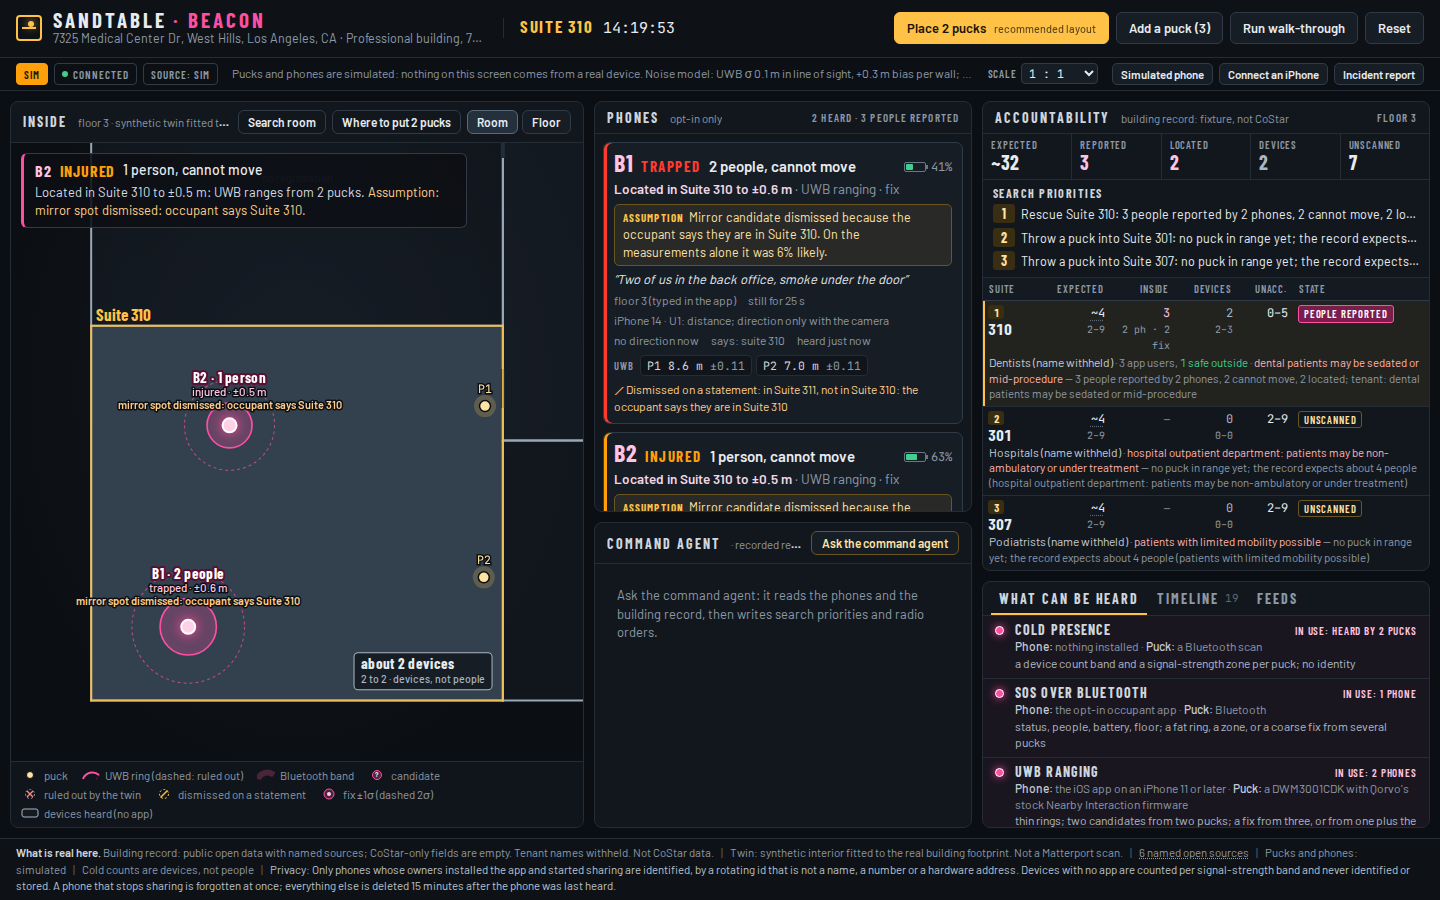 SANDTABLE · BEACON
7325 Medical Center Dr, West Hills, Los Angeles, CA · Professional building, 7...
SUITE 310 14:19:53
Place 2 pucks recommended layout
Add a puck (3)
Run walk-through
Reset
SIM
CONNECTED
SOURCE: SIM
Pucks and phones are simulated: nothing on this screen comes from a real device. Noise model: UWB σ 0.1 m in line of sight, +0.3 m bias per wall; ...
SCALE 1 : 1
Simulated phone
Connect an iPhone
Incident report
INSIDE floor 3 · synthetic twin fitted t...
Search room
Where to put 2 pucks
Room
Floor
B2 INJURED 1 person, cannot move
Located in Suite 310 to ±0.5 m: UWB ranges from 2 pucks. Assumption:
mirror spot dismissed: occupant says Suite 310.
Suite 310
B2 · 1 person
injured · ±0.5 m
mirror spot dismissed: occupant says Suite 310
P1
P2
B1 · 2 people
trapped · ±0.6 m
mirror spot dismissed: occupant says Suite 310
about 2 devices
2 to 2 · devices, not people
puck
UWB ring (dashed: ruled out)
Bluetooth band
candidate
ruled out by the twin
dismissed on a statement
fix ±1σ (dashed 2σ)
devices heard (no app)
PHONES opt-in only
2 HEARD · 3 PEOPLE REPORTED
B1 TRAPPED 2 people, cannot move 41%
Located in Suite 310 to ±0.6 m · UWB ranging · fix
ASSUMPTION Mirror candidate dismissed because the
occupant says they are in Suite 310. On the
measurements alone it was 6% likely.
"Two of us in the back office, smoke under the door"
floor 3 (typed in the app) still for 25 s
iPhone 14 · U1: distance; direction only with the camera
no direction now says: suite 310 heard just now
UWB P1 8.6 m ±0.11 P2 7.0 m ±0.11
Dismissed on a statement: in Suite 311, not in Suite 310: the
occupant says they are in Suite 310
B2 INJURED 1 person, cannot move 63%
Located in Suite 310 to ±0.5 m · UWB ranging · fix
ASSUMPTION Mirror candidate dismissed because the
COMMAND AGENT · recorded re...
Ask the command agent
Ask the command agent: it reads the phones and the
building record, then writes search priorities and radio
orders.
ACCOUNTABILITY building record: fixture, not CoStar
FLOOR 3
EXPECTED REPORTED LOCATED DEVICES UNSCANNED
~32 3 2 2 7
SEARCH PRIORITIES
1 Rescue Suite 310: 3 people reported by 2 phones, 2 cannot move, 2 lo...
2 Throw a puck into Suite 301: no puck in range yet; the record expects...
3 Throw a puck into Suite 307: no puck in range yet; the record expects...
SUITE EXPECTED INSIDE DEVICES UNACC. STATE
1 ~4 3 2 0–5 PEOPLE REPORTED
310 2–9 2 ph · 2 2–3
fix
Dentists (name withheld) · 3 app users, 1 safe outside · dental patients may be sedated or
mid-procedure — 3 people reported by 2 phones, 2 cannot move, 2 located; tenant: dental
patients may be sedated or mid-procedure
2 ~4 – 0 2–9 UNSCANNED
301 2–9 0–0
Hospitals (name withheld) · hospital outpatient department: patients may be non-
ambulatory or under treatment — no puck in range yet; the record expects about 4 people
(hospital outpatient department: patients may be non-ambulatory or under treatment)
3 ~4 – 0 2–9 UNSCANNED
307 2–9 0–0
Podiatrists (name withheld) · patients with limited mobility possible — no puck in range
yet; the record expects about 4 people (patients with limited mobility possible)
WHAT CAN BE HEARD TIMELINE 19 FEEDS
COLD PRESENCE IN USE: HEARD BY 2 PUCKS
Phone: nothing installed · Puck: a Bluetooth scan
a device count band and a signal-strength zone per puck; no identity
SOS OVER BLUETOOTH IN USE: 1 PHONE
Phone: the opt-in occupant app · Puck: Bluetooth
status, people, battery, floor; a fat ring, a zone, or a coarse fix from several
pucks
UWB RANGING IN USE: 2 PHONES
Phone: the iOS app on an iPhone 11 or later · Puck: a DWM3001CDK with Qorvo's
stock Nearby Interaction firmware
thin rings; two candidates from two pucks; a fix from three, or from one plus the
What is real here. Building record: public open data with named sources; CoStar-only fields are empty. Tenant names withheld. Not CoStar data. | Twin: synthetic interior fitted to the real building footprint. Not a Matterport scan. | 6 named open sources | Pucks and phones:
simulated | Cold counts are devices, not people | Privacy: Only phones whose owners installed the app and started sharing are identified, by a rotating id that is not a name, a number or a hardware address. Devices with no app are counted per signal-strength band and never identified or
stored. A phone that stops sharing is forgotten at once; everything else is deleted 15 minutes after the phone was last heard.